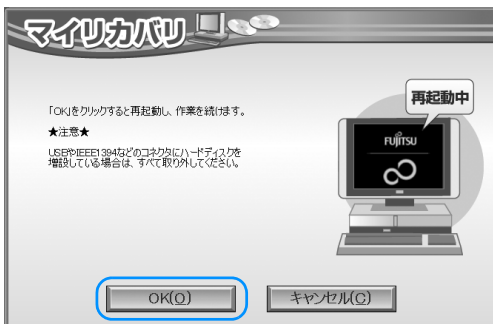 マイリカバリ
「OK」をクリックすると再起動し、作業を続けます。
再起動中
★注意★
USBやIEEE1394などのコネクタにハードディスクを
増設している場合は、すべて取り外してください。
FUJITSU
OK(O)
キャンセル(C)